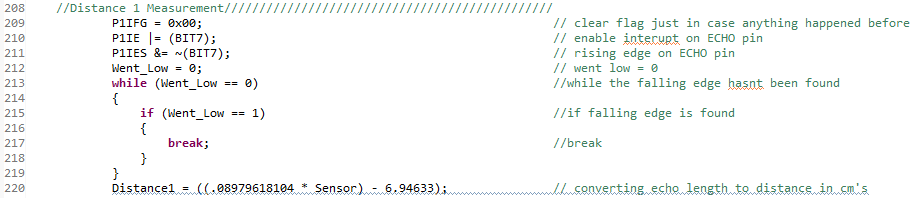 208 //Distance 1 Measurement///////////////////////////////////////////////
209 P1IFG = 0x00; // clear flag just in case anything happened before
210 P1IE |= (BIT7); // enable interupt on ECHO pin
211 P1IES &= ~(BIT7); // rising edge on ECHO pin
212 Went_Low = 0; // went low = 0
213 while (Went_Low == 0) //while the falling edge hasnt been found
214 {
215 if (Went_Low == 1) //if falling edge is found
216 {
217 break; //break
218 }
219 }
220 Distance1 = ((.08979618104 * Sensor) - 6.94633); // converting echo length to distance in cm's